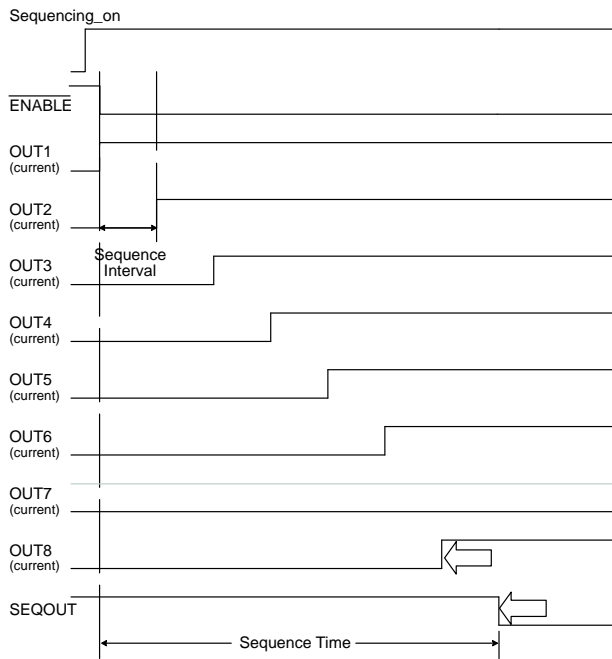 Sequencing_on
ENABLE
OUT1
(current)
OUT2
(current)
Sequence
Interval
OUT3
(current)
OUT4
(current)
OUT5
(current)
OUT6
(current)
OUT7
(current)
OUT8
(current)
SEQOUT
Sequence Time